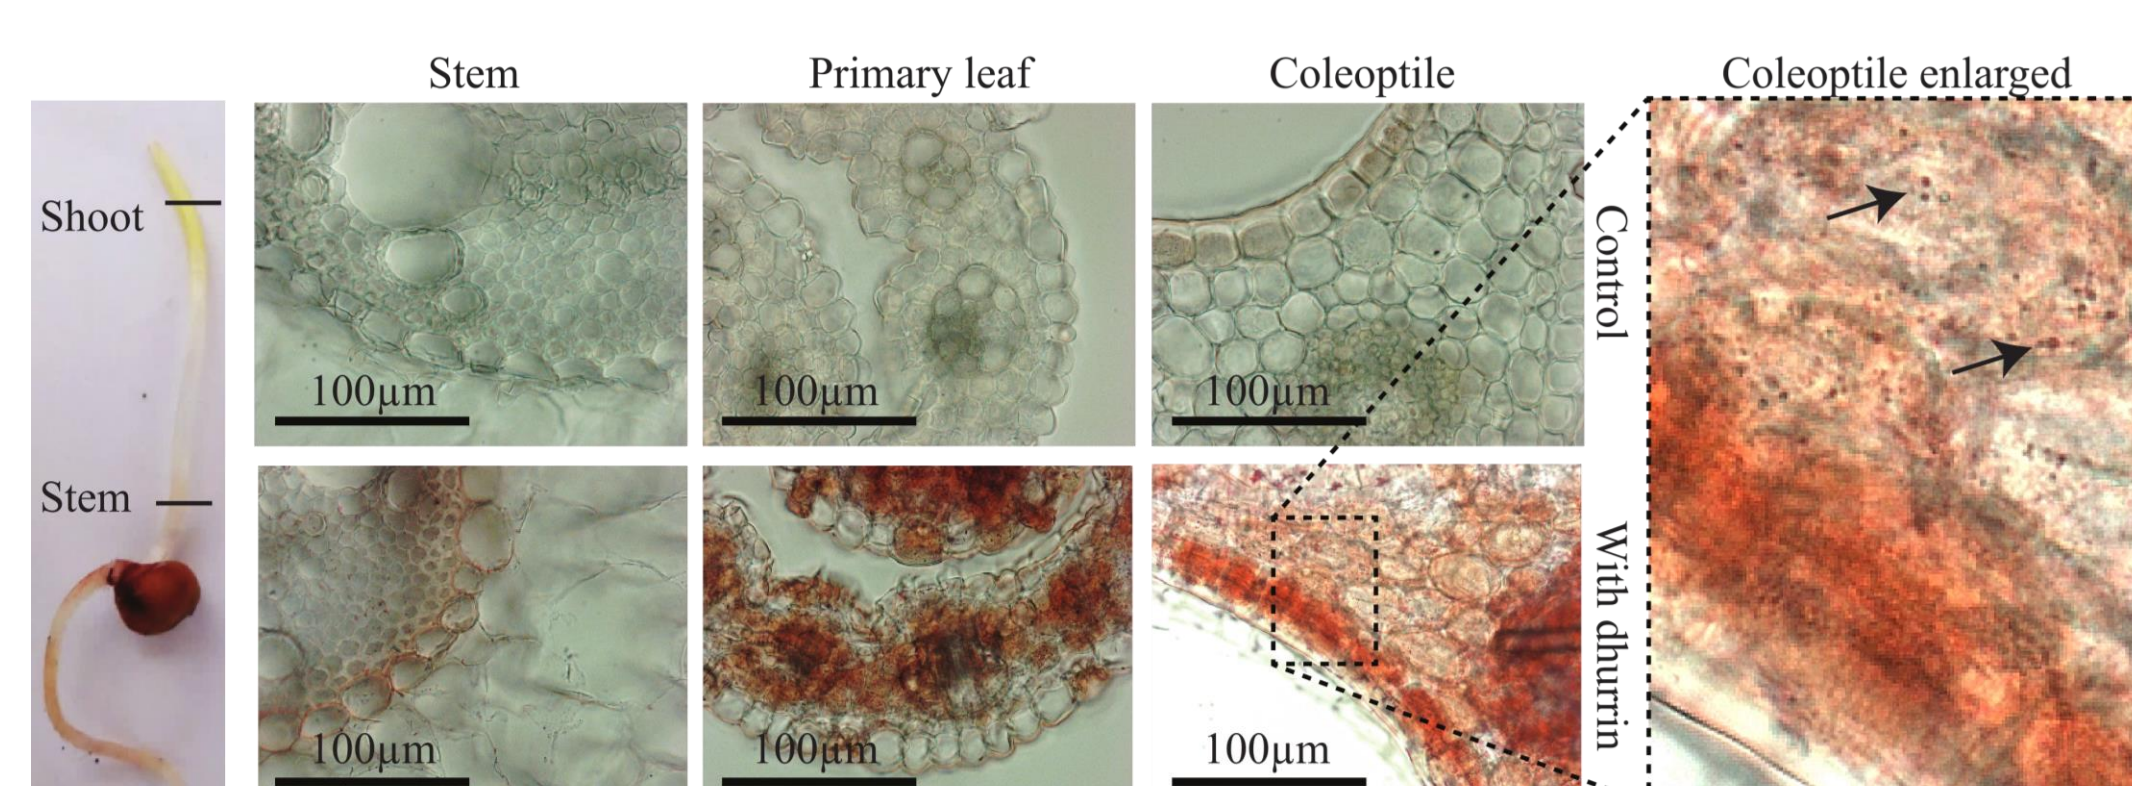 Stem
Primary leaf
Coleoptile
Coleoptile enlarged
Shoot
Stem
100µm
100µm
100µm
Control
100µm
100µm
100µm
With dhurrin